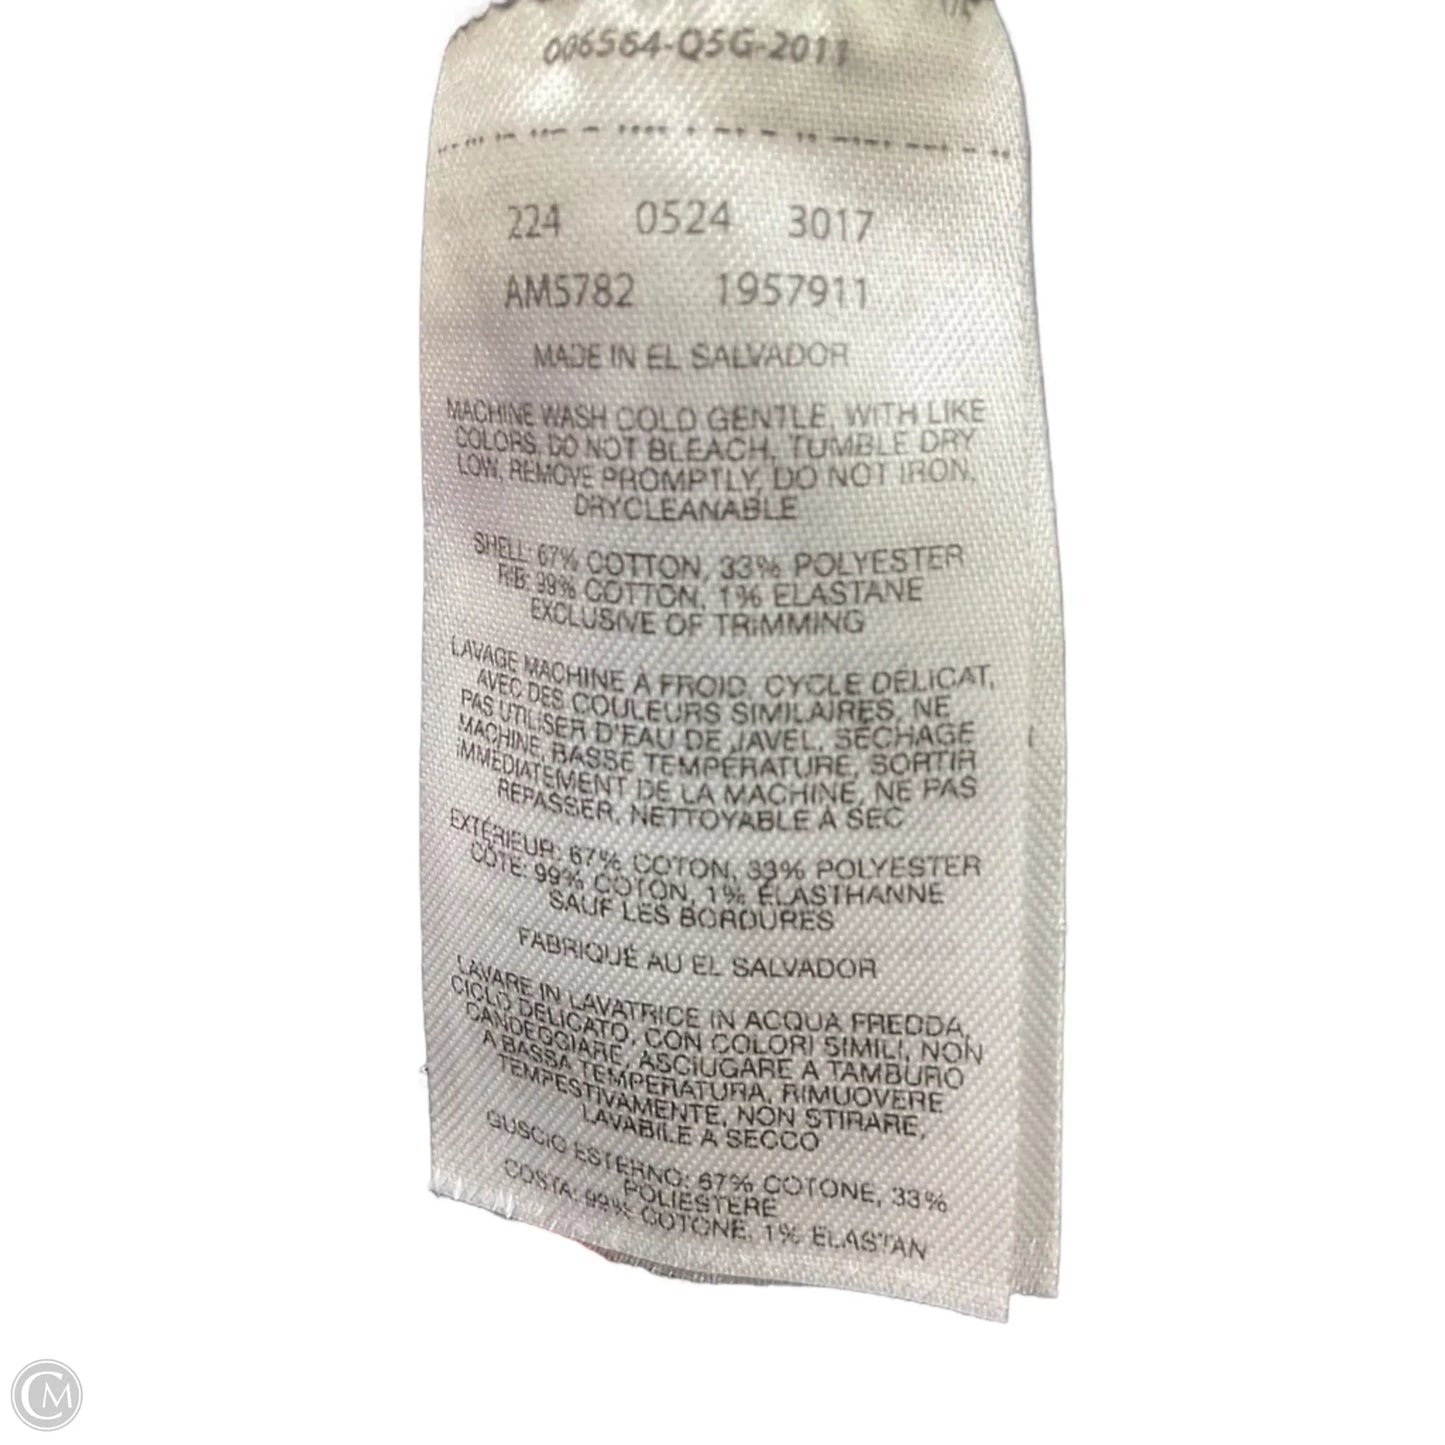 006564-Q5G-2011
224 0524 3017
AM5782 1957911
MADE IN EL SALVADOR
MACHINE WASH COLD GENTLE, WITH LIKE
COLORS, DO NOT BLEACH, TUMBLE DRY
LOW, REMOVE PROMPTLY, DO NOT IRON,
DRYCLEANABLE
SHELL: 67% COTTON, 33% POLYESTER
RIB: 99% COTTON, 1% ELASTANE
EXCLUSIVE OF TRIMMING
LAVAGE MACHINE À FROID, CYCLE DÉLICAT,
AVEC DES COULEURS SIMILAIRES, NE
PAS UTILISER D'EAU DE JAVEL, SÉCHAGE
MACHINE, BASSE TEMPÉRATURE, SORTIR
IMMÉDIATEMENT DE LA MACHINE, NE PAS
REPASSER, NETTOYABLE À SEC
EXTÉRIEUR: 67% COTON, 33% POLYESTER
CÔTE: 99% COTON, 1% ÉLASTHANNE
SAUF LES BORDURES
FABRIQUÉ AU EL SALVADOR
LAVARE IN LAVATRICE IN ACQUA FREDDA,
CICLO DELICATO, CON COLORI SIMILI, NON
CANDEGGIARE, ASCIUGARE A TAMBURO
A BASSA TEMPERATURA, RIMUOVERE
TEMPESTIVAMENTE, NON STIRARE,
LAVABILE A SECCO
GUSCIO ESTERNO: 67% COTONE, 33%
POLIESTERE
COSTA: 99% COTONE, 1% ELASTAN
CM